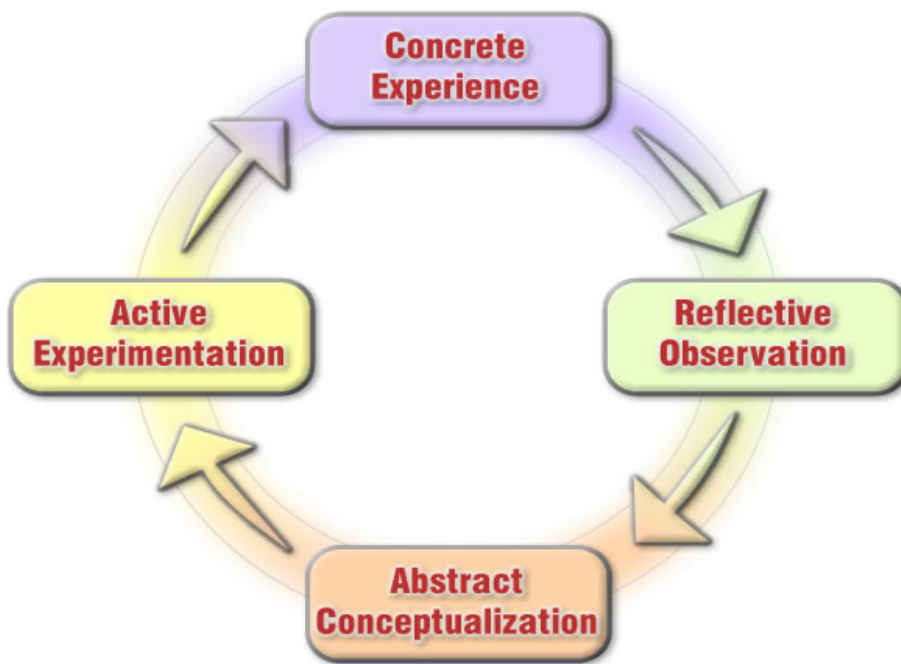 Concrete
Experience
Reflective
Observation
Abstract
Conceptualization
Active
Experimentation